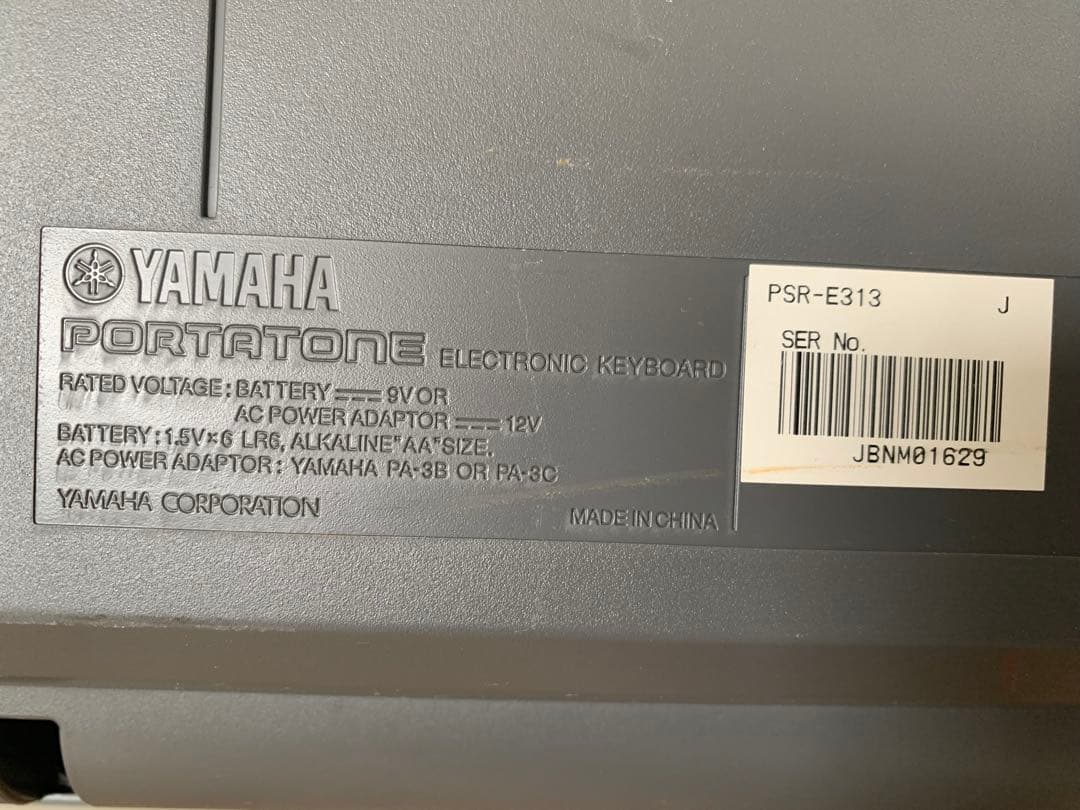 YAMAHA
PORTATONE ELECTRONIC KEYBOARD
RATED VOLTAGE : BATTERY ⎓ 9V OR
AC POWER ADAPTOR ⎓ 12V
BATTERY : 1.5V×6 LR6, ALKALINE"AA"SIZE.
AC POWER ADAPTOR : YAMAHA PA-3B OR PA-3C
YAMAHA CORPORATION
MADE IN CHINA
PSR-E313 J
SER No.
JBNM01629